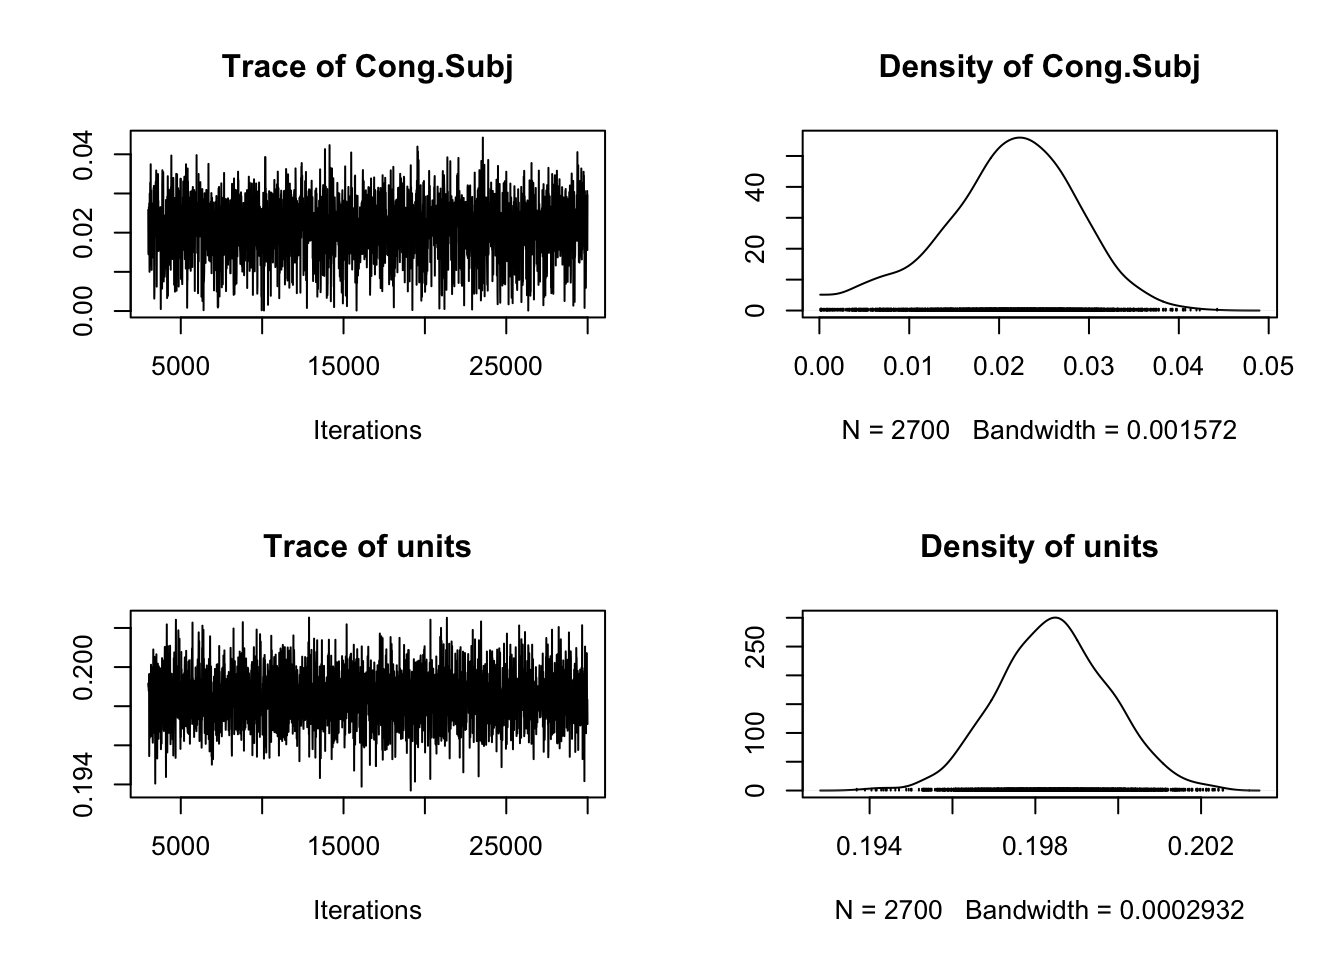 Trace of Cong.Subj
0.00 0.02 0.04
5000 15000 25000
Iterations
Density of Cong.Subj
0 20 40
0.00 0.01 0.02 0.03 0.04 0.05
N = 2700 Bandwidth = 0.001572
Trace of units
0.194 0.200
5000 15000 25000
Iterations
Density of units
0 100 250
0.194 0.198 0.202
N = 2700 Bandwidth = 0.0002932